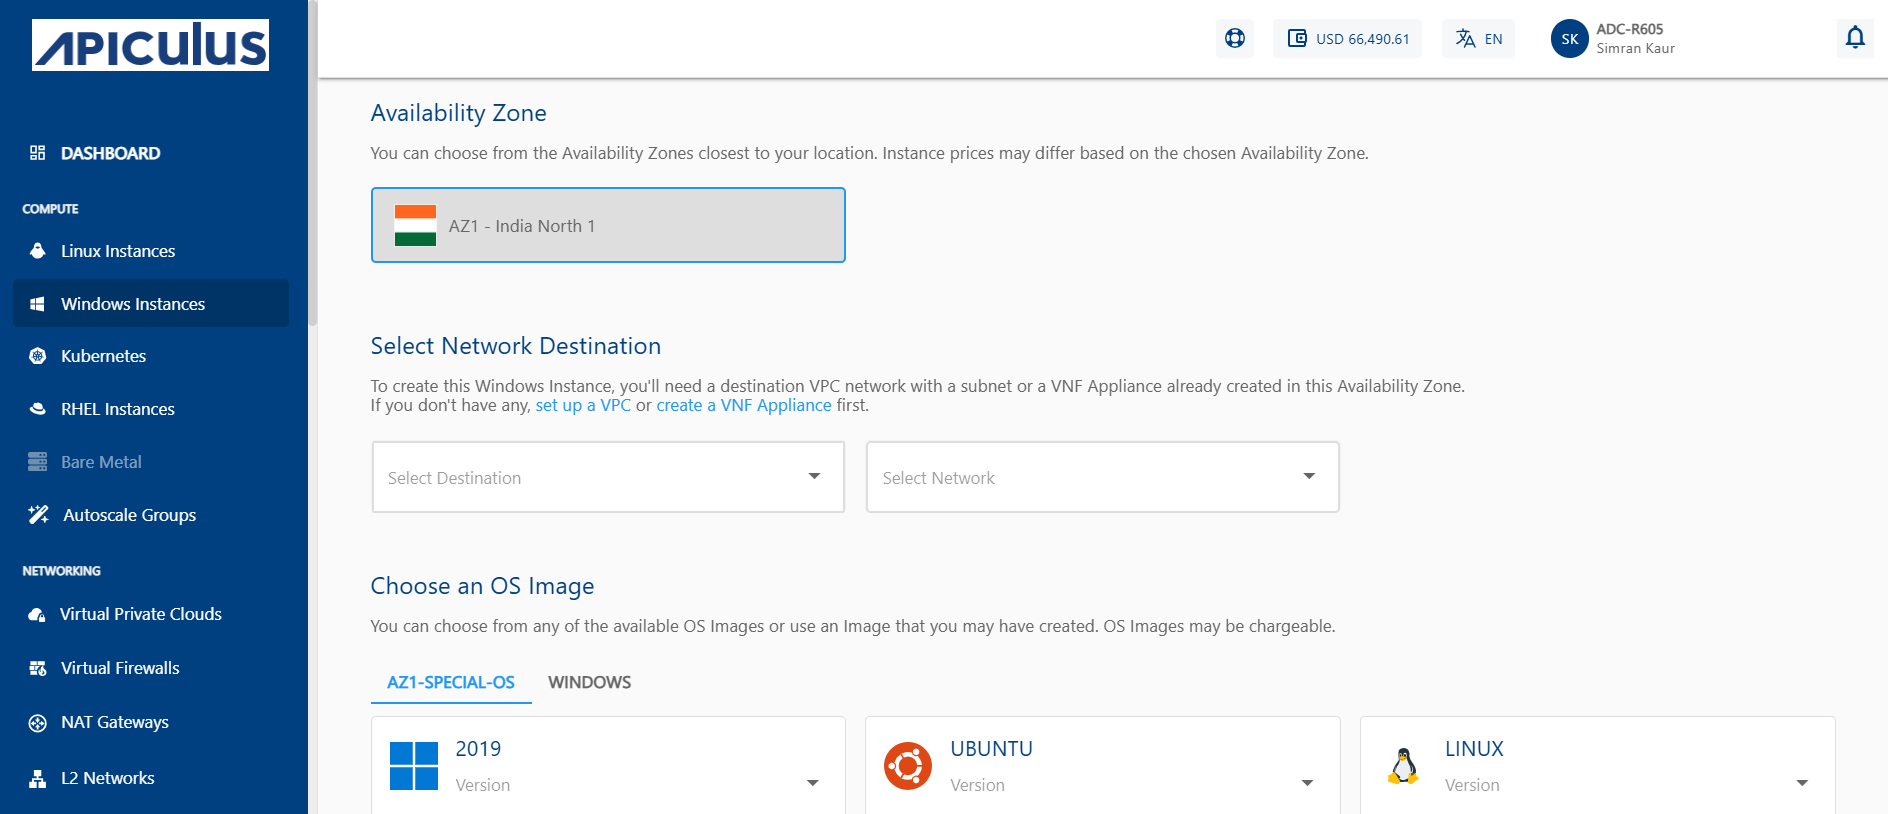 APICULUS
USD 66,490.61
EN
SK
ADC-R605
Simran Kaur
DASHBOARD
COMPUTE
Linux Instances
Windows Instances
Kubernetes
RHEL Instances
Bare Metal
Autoscale Groups
NETWORKING
Virtual Private Clouds
Virtual Firewalls
NAT Gateways
L2 Networks
Availability Zone
You can choose from the Availability Zones closest to your location. Instance prices may differ based on the chosen Availability Zone.
AZ1 - India North 1
Select Network Destination
To create this Windows Instance, you'll need a destination VPC network with a subnet or a VNF Appliance already created in this Availability Zone.
If you don't have any, set up a VPC or create a VNF Appliance first.
Select Destination
Select Network
Choose an OS Image
You can choose from any of the available OS Images or use an Image that you may have created. OS Images may be chargeable.
AZ1-SPECIAL-OS
WINDOWS
2019
Version
UBUNTU
Version
LINUX
Version